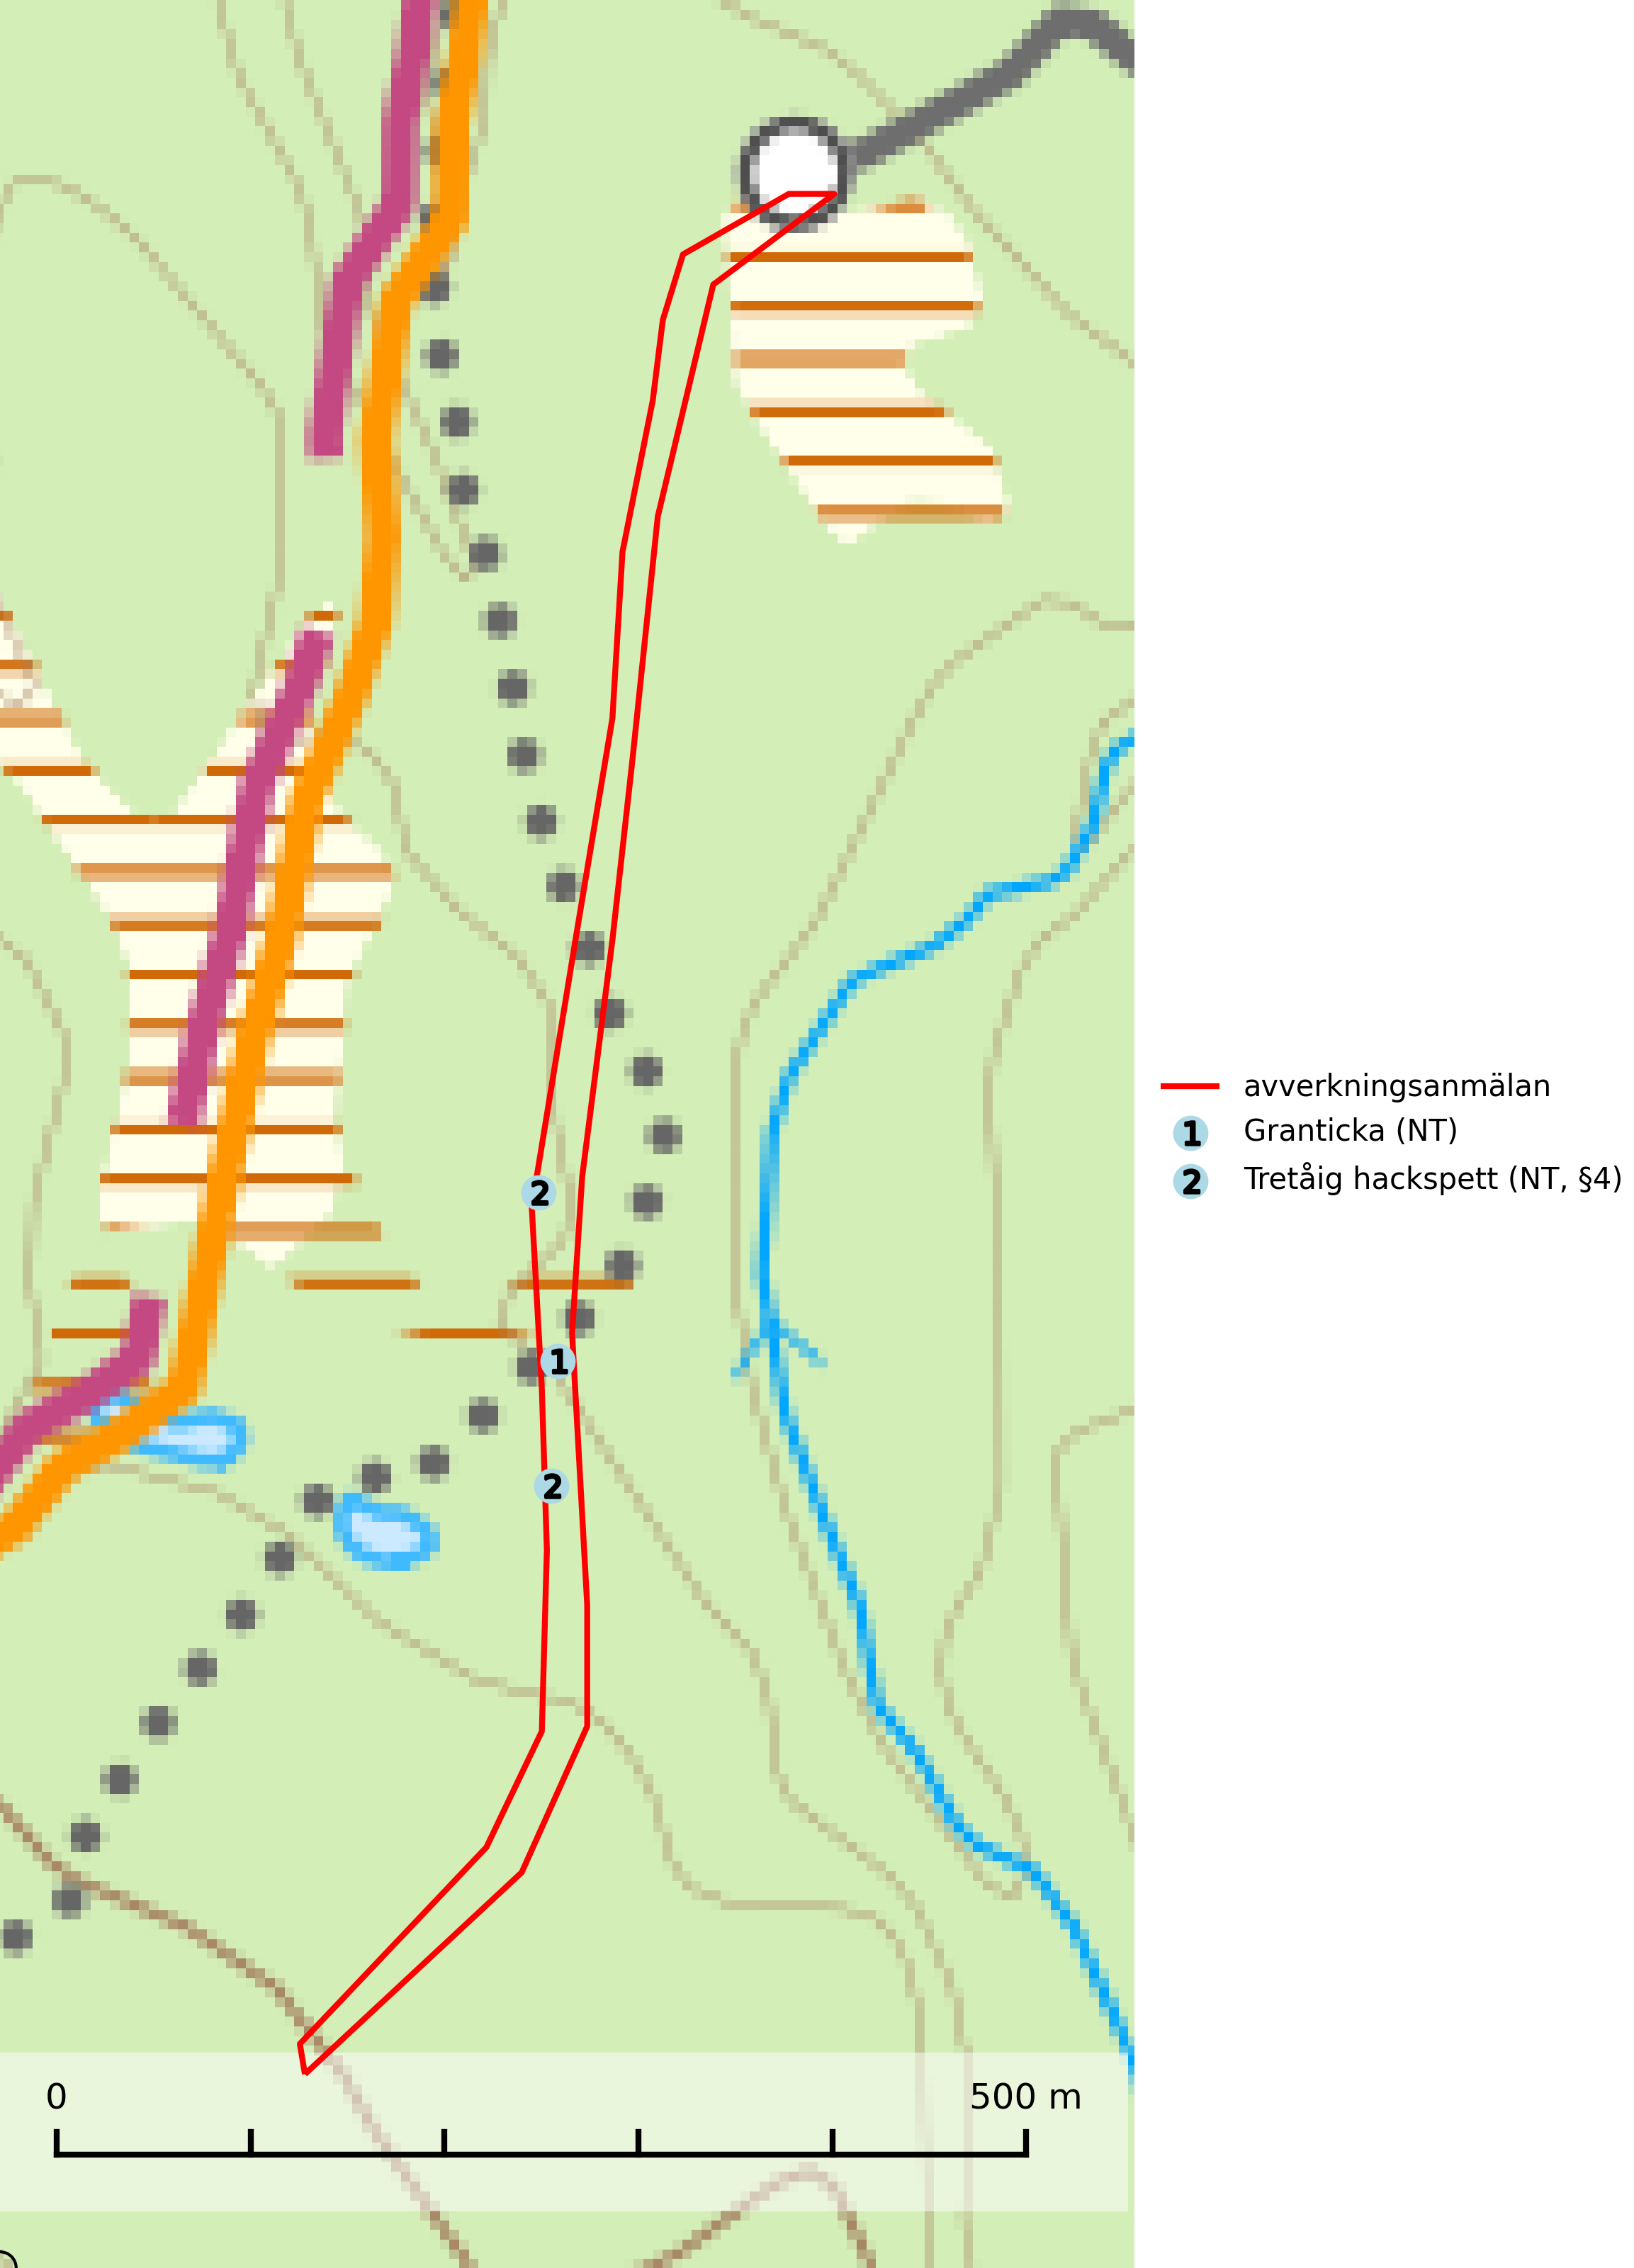 avverkningsanmälan
1 Granticka (NT)
2 Tretåig hackspett (NT, §4)
2
1
2
0 500 m